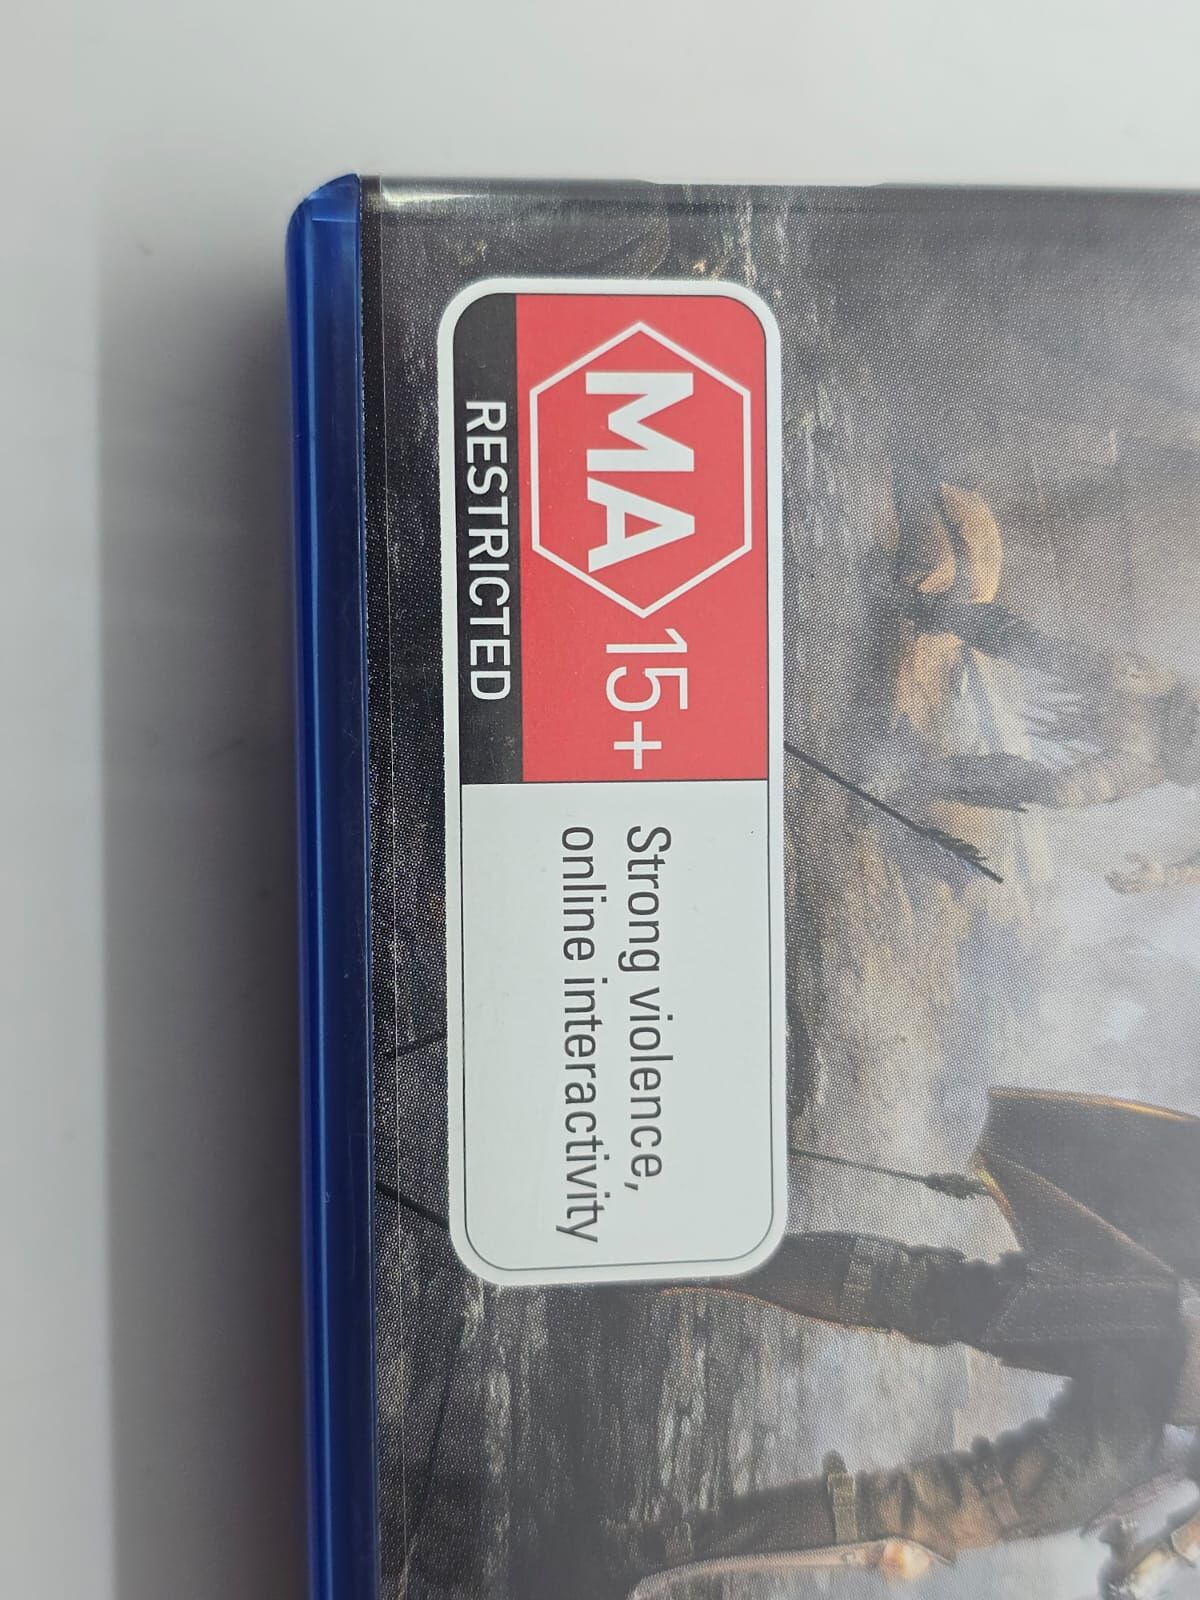 MA 15+
RESTRICTED
Strong violence,
online interactivity